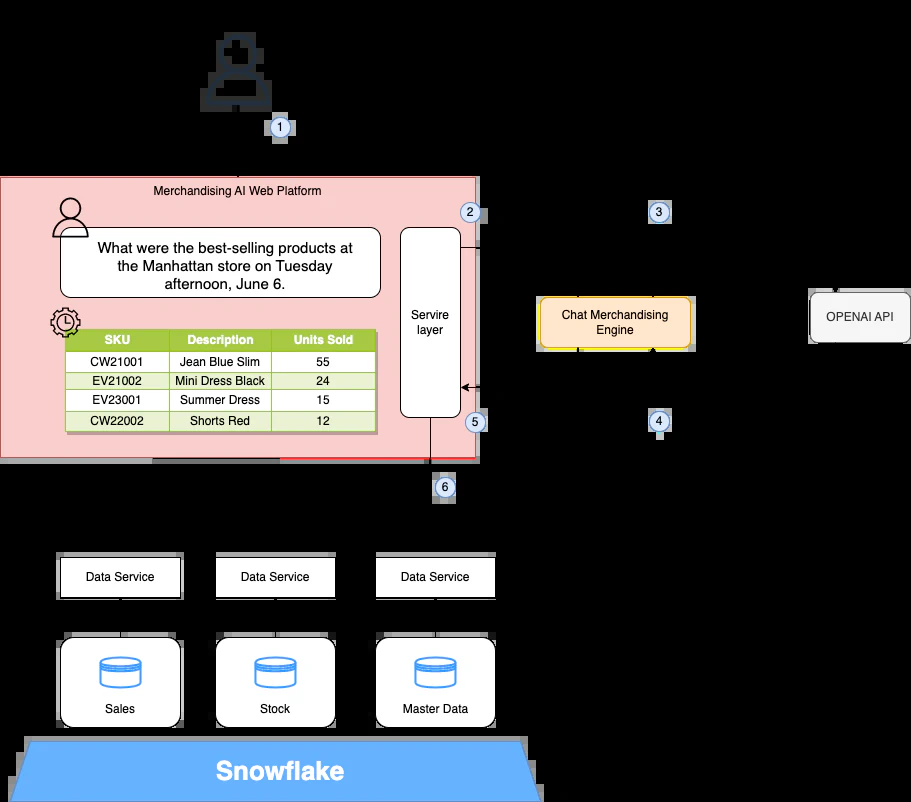 1
Merchandising AI Web Platform
2
3
What were the best-selling products at
the Manhattan store on Tuesday
afternoon, June 6.
Servire
layer
Chat Merchandising
Engine
OPENAI API
SKU Description Units Sold
CW21001 Jean Blue Slim 55
EV21002 Mini Dress Black 24
EV23001 Summer Dress 15
CW22002 Shorts Red 12
5
4
6
Data Service
Data Service
Data Service
Sales
Stock
Master Data
Snowflake